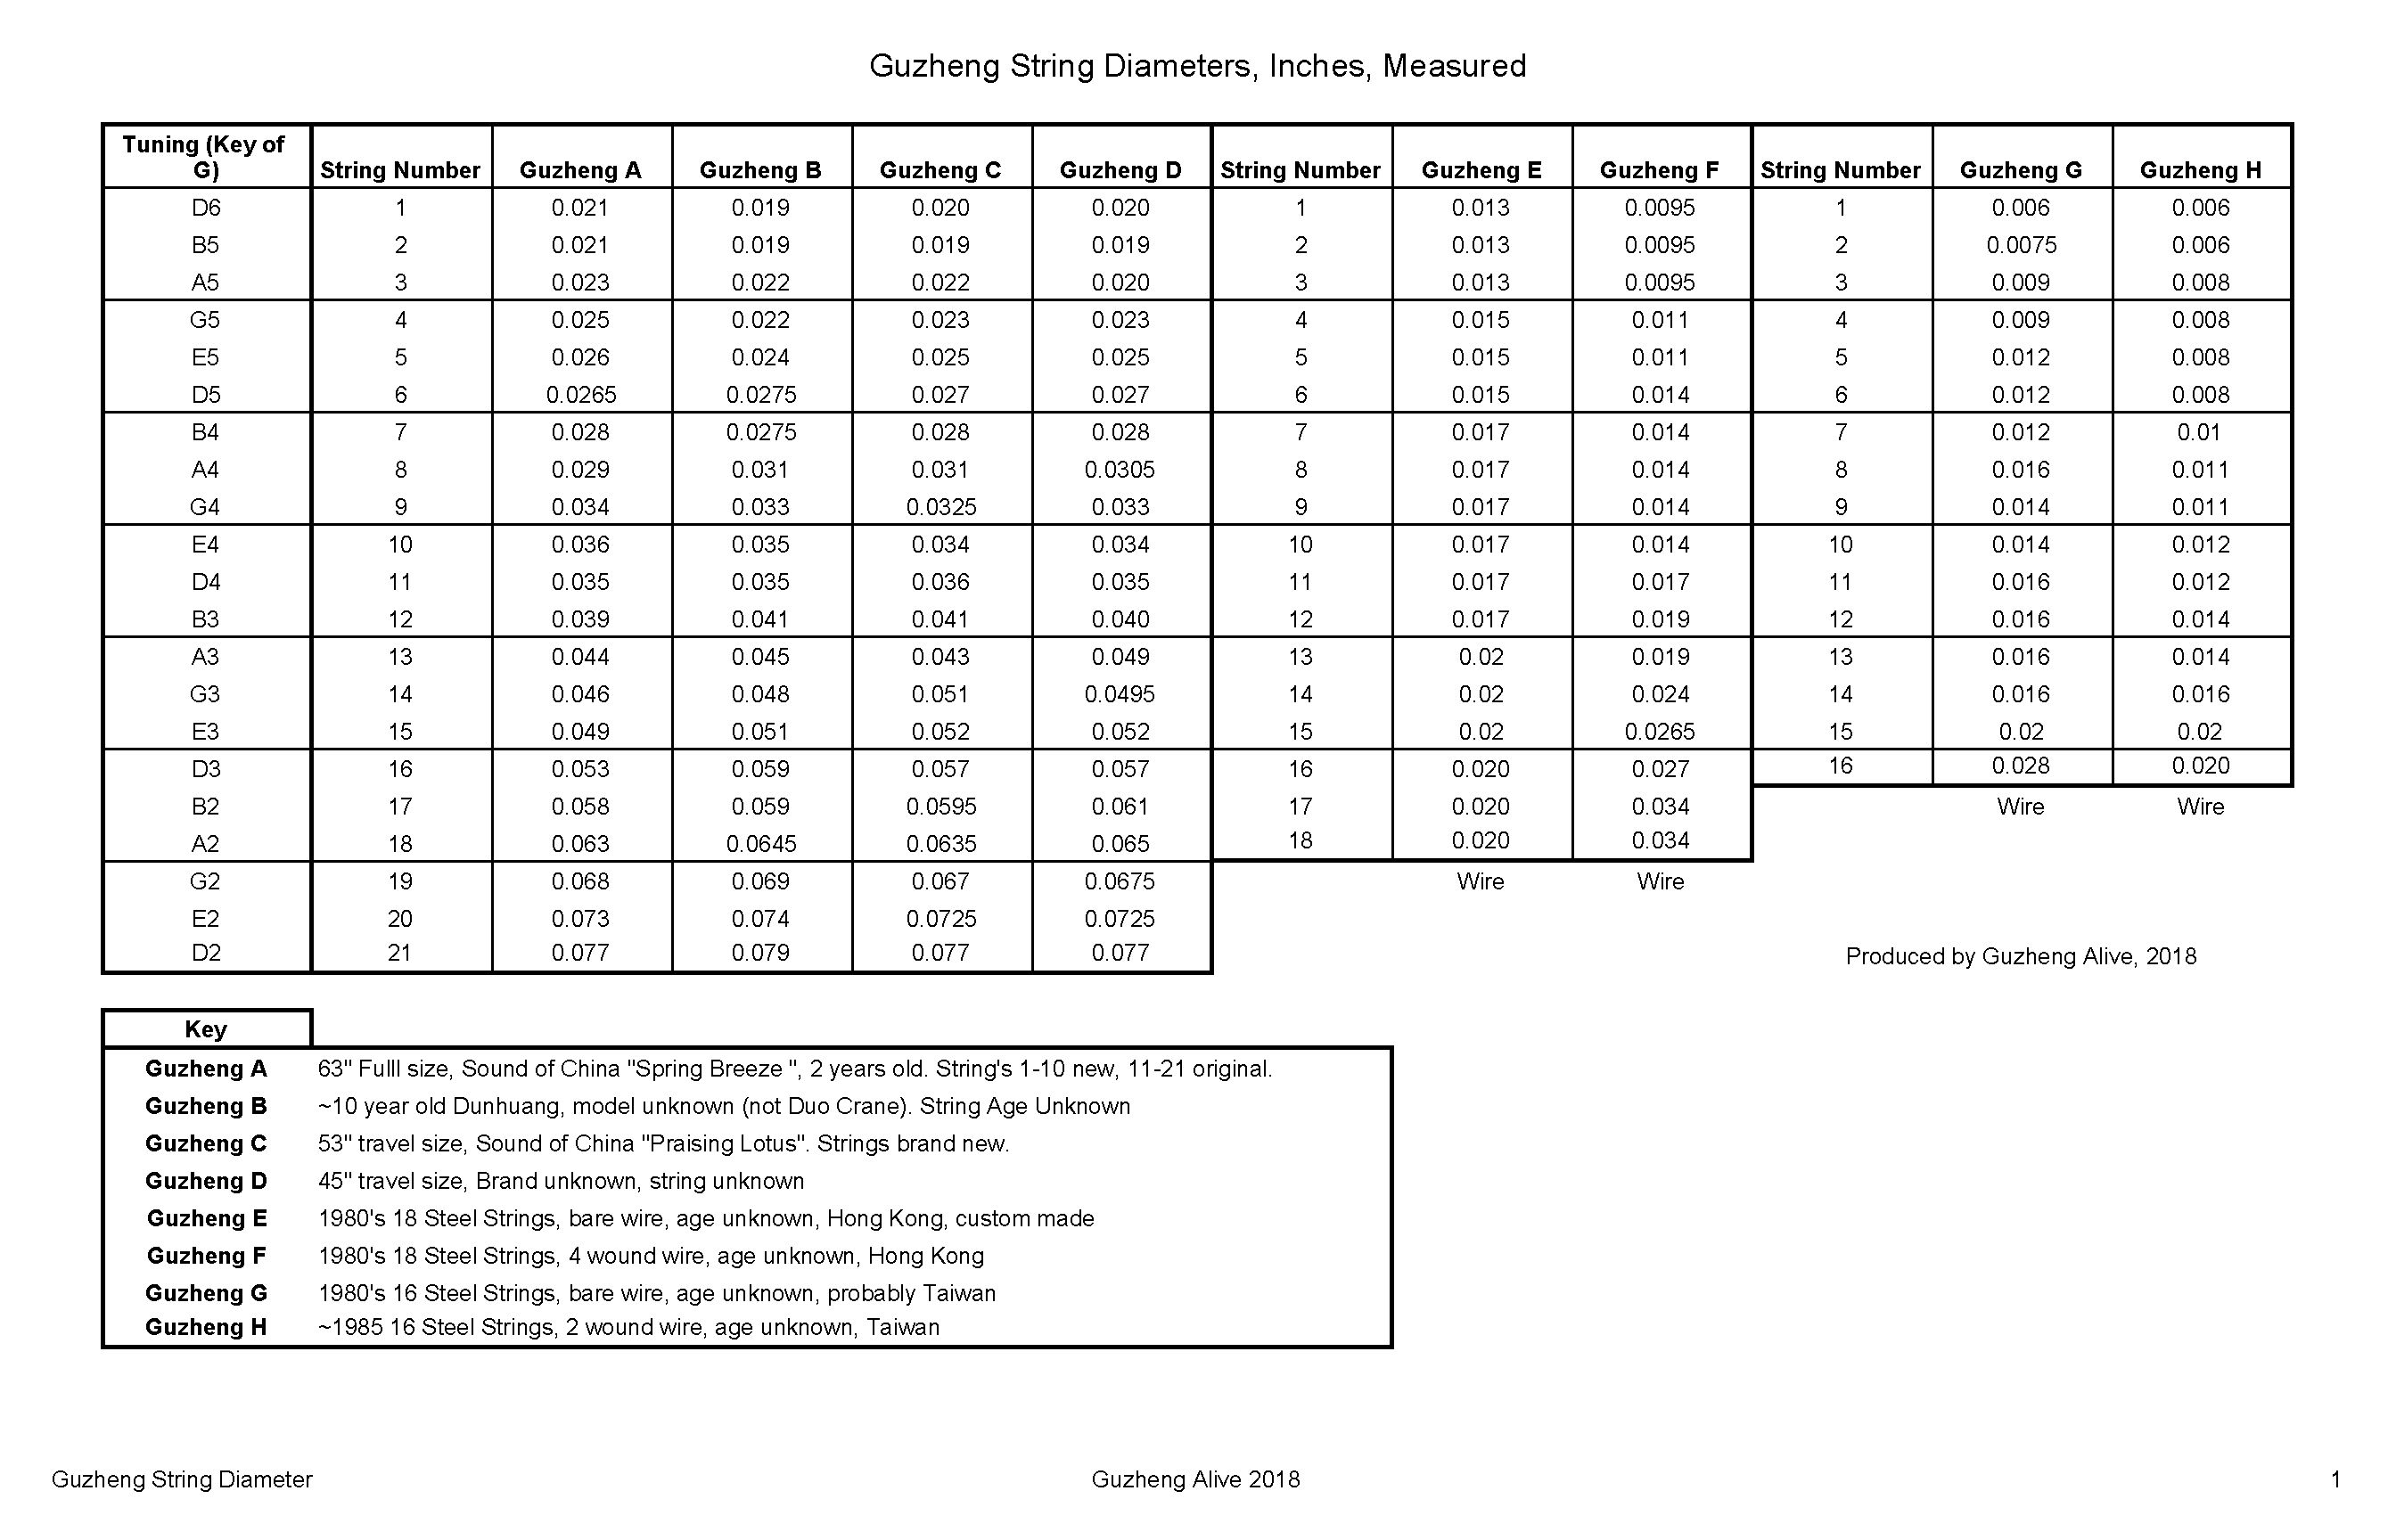 Guzheng String Diameters, Inches, Measured
Tuning (Key of G) String Number Guzheng A Guzheng B Guzheng C Guzheng D String Number Guzheng E Guzheng F String Number Guzheng G Guzheng H
D6 1 0.021 0.019 0.020 0.020 1 0.013 0.0095 1 0.006 0.006
B5 2 0.021 0.019 0.019 0.019 2 0.013 0.0095 2 0.0075 0.006
A5 3 0.023 0.022 0.022 0.020 3 0.013 0.0095 3 0.009 0.008
G5 4 0.025 0.022 0.023 0.023 4 0.015 0.011 4 0.009 0.008
E5 5 0.026 0.024 0.025 0.025 5 0.015 0.011 5 0.012 0.008
D5 6 0.0265 0.0275 0.027 0.027 6 0.015 0.014 6 0.012 0.008
B4 7 0.028 0.0275 0.028 0.028 7 0.017 0.014 7 0.012 0.01
A4 8 0.029 0.031 0.031 0.0305 8 0.017 0.014 8 0.016 0.011
G4 9 0.034 0.033 0.0325 0.033 9 0.017 0.014 9 0.014 0.011
E4 10 0.036 0.035 0.034 0.034 10 0.017 0.014 10 0.014 0.012
D4 11 0.035 0.035 0.036 0.035 11 0.017 0.017 11 0.016 0.012
B3 12 0.039 0.041 0.041 0.040 12 0.017 0.019 12 0.016 0.014
A3 13 0.044 0.045 0.043 0.049 13 0.02 0.019 13 0.016 0.014
G3 14 0.046 0.048 0.051 0.0495 14 0.02 0.024 14 0.016 0.016
E3 15 0.049 0.051 0.052 0.052 15 0.02 0.0265 15 0.02 0.02
D3 16 0.053 0.059 0.057 0.057 16 0.020 0.027 16 0.028 0.020
B2 17 0.058 0.059 0.0595 0.061 17 0.020 0.034 Wire Wire
A2 18 0.063 0.0645 0.0635 0.065 18 0.020 0.034
G2 19 0.068 0.069 0.067 0.0675 Wire Wire
E2 20 0.073 0.074 0.0725 0.0725
D2 21 0.077 0.079 0.077 0.077
Produced by Guzheng Alive, 2018
Key
Guzheng A 63" Fulll size, Sound of China "Spring Breeze ", 2 years old. String's 1-10 new, 11-21 original.
Guzheng B ~10 year old Dunhuang, model unknown (not Duo Crane). String Age Unknown
Guzheng C 53" travel size, Sound of China "Praising Lotus". Strings brand new.
Guzheng D 45" travel size, Brand unknown, string unknown
Guzheng E 1980's 18 Steel Strings, bare wire, age unknown, Hong Kong, custom made
Guzheng F 1980's 18 Steel Strings, 4 wound wire, age unknown, Hong Kong
Guzheng G 1980's 16 Steel Strings, bare wire, age unknown, probably Taiwan
Guzheng H ~1985 16 Steel Strings, 2 wound wire, age unknown, Taiwan
Guzheng String Diameter Guzheng Alive 2018 1